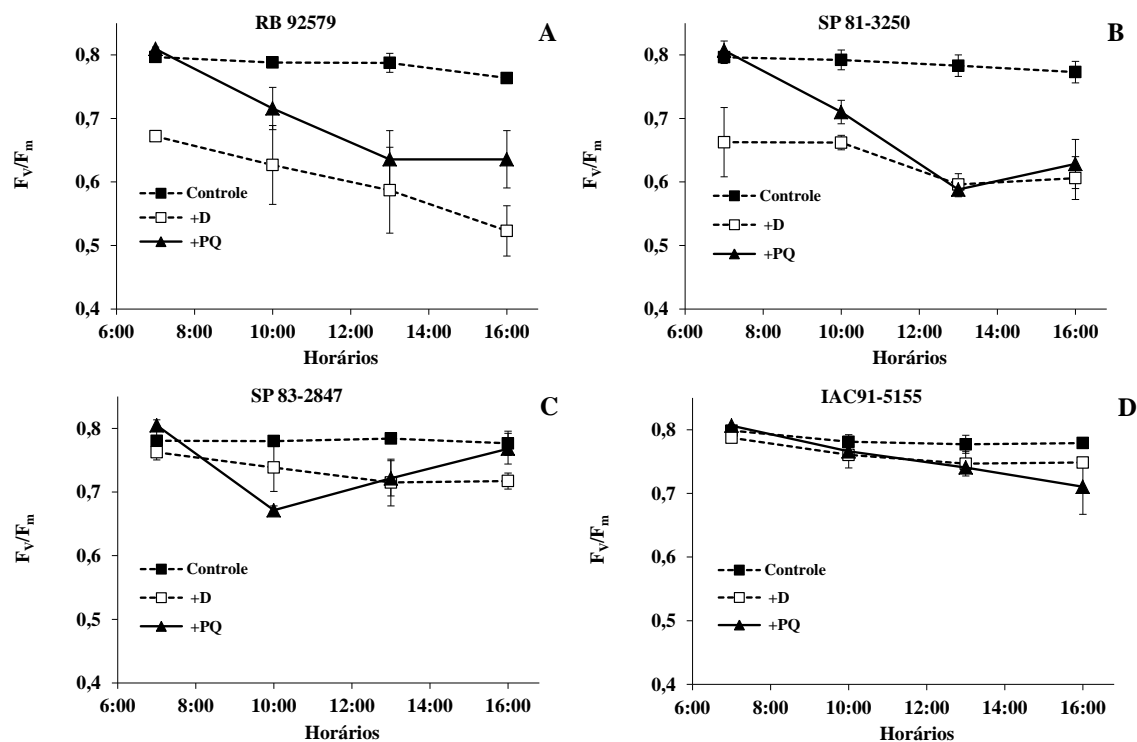 RB 92579
A
0,8
0,7
0,6
0,5
0,4
FV/Fm
Controle
+D
+PQ
6:00 8:00 10:00 12:00 14:00 16:00
Horários
SP 81-3250
B
0,8
0,7
0,6
0,5
0,4
FV/Fm
Controle
+D
+PQ
6:00 8:00 10:00 12:00 14:00 16:00
Horários
SP 83-2847
C
0,8
0,7
0,6
0,5
0,4
FV/Fm
Controle
+D
+PQ
6:00 8:00 10:00 12:00 14:00 16:00
Horários
IAC91-5155
D
0,8
0,7
0,6
0,5
0,4
FV/Fm
Controle
+D
+PQ
6:00 8:00 10:00 12:00 14:00 16:00
Horários